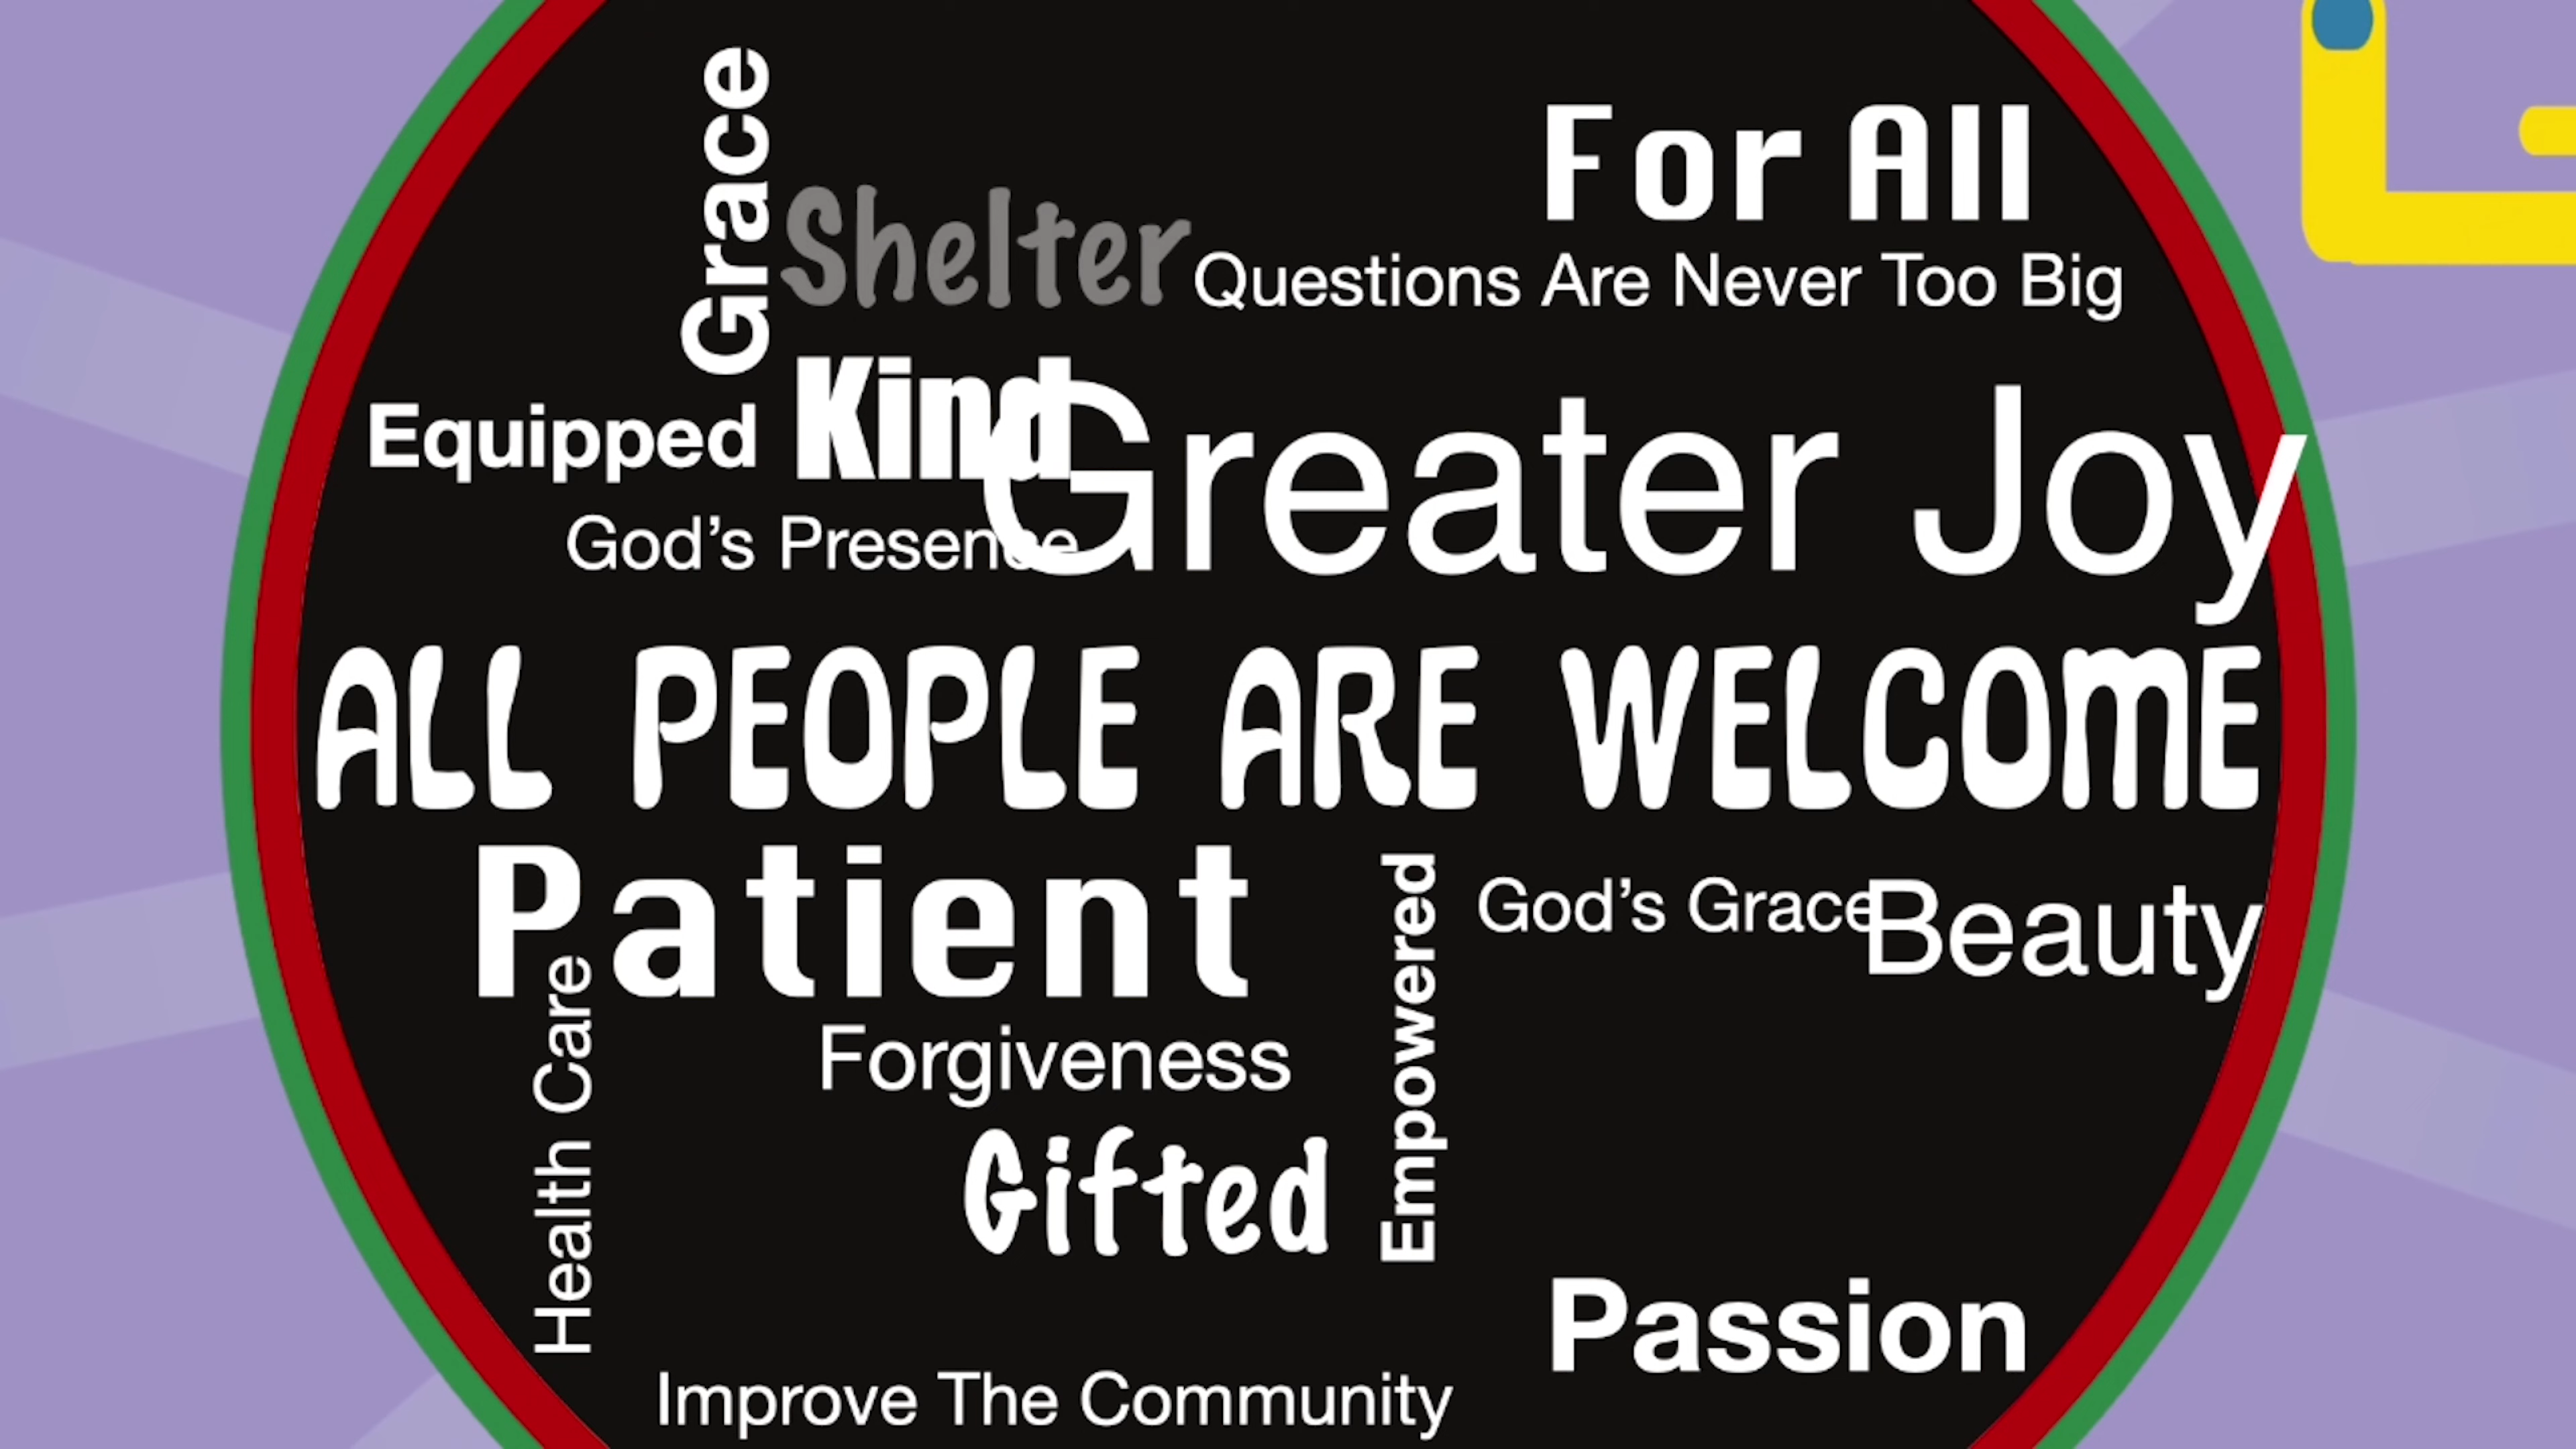 Grace
For All
Shelter
Questions Are Never Too Big
Kind
Equipped
Greater Joy
God's Presence
ALL PEOPLE ARE WELCOME
Patient
Empowered
God's Grace
Beauty
Health Care
Forgiveness
Gifted
Passion
Improve The Community